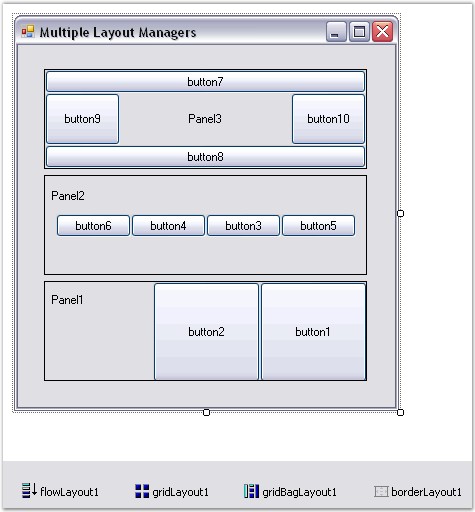 Multiple Layout Managers
button7
button9 Panel3 button10
button8
Panel2
button6 button4 button3 button5
Panel1
button2 button1
flowLayout1 gridLayout1 gridBagLayout1 borderLayout1